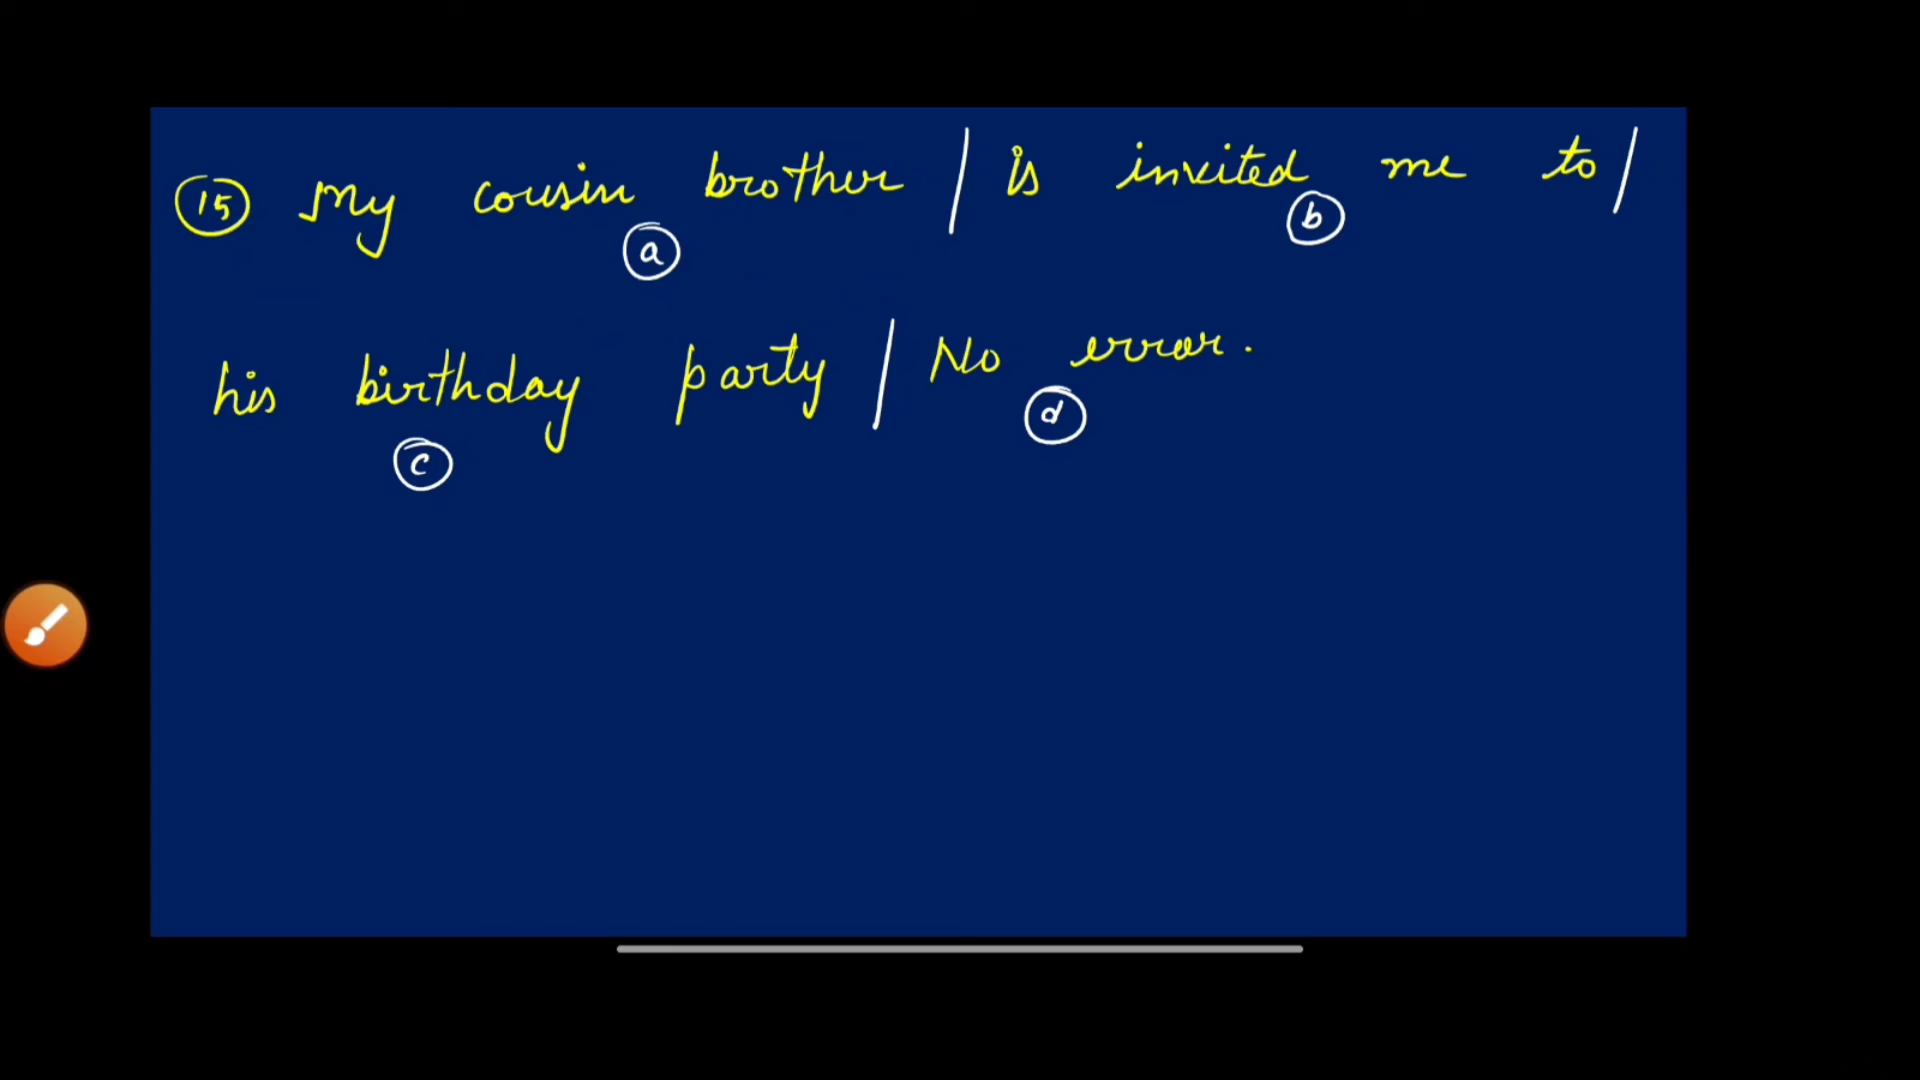 15 My cousin brother / is invited me to /
a b
his birthday party / No error.
c d